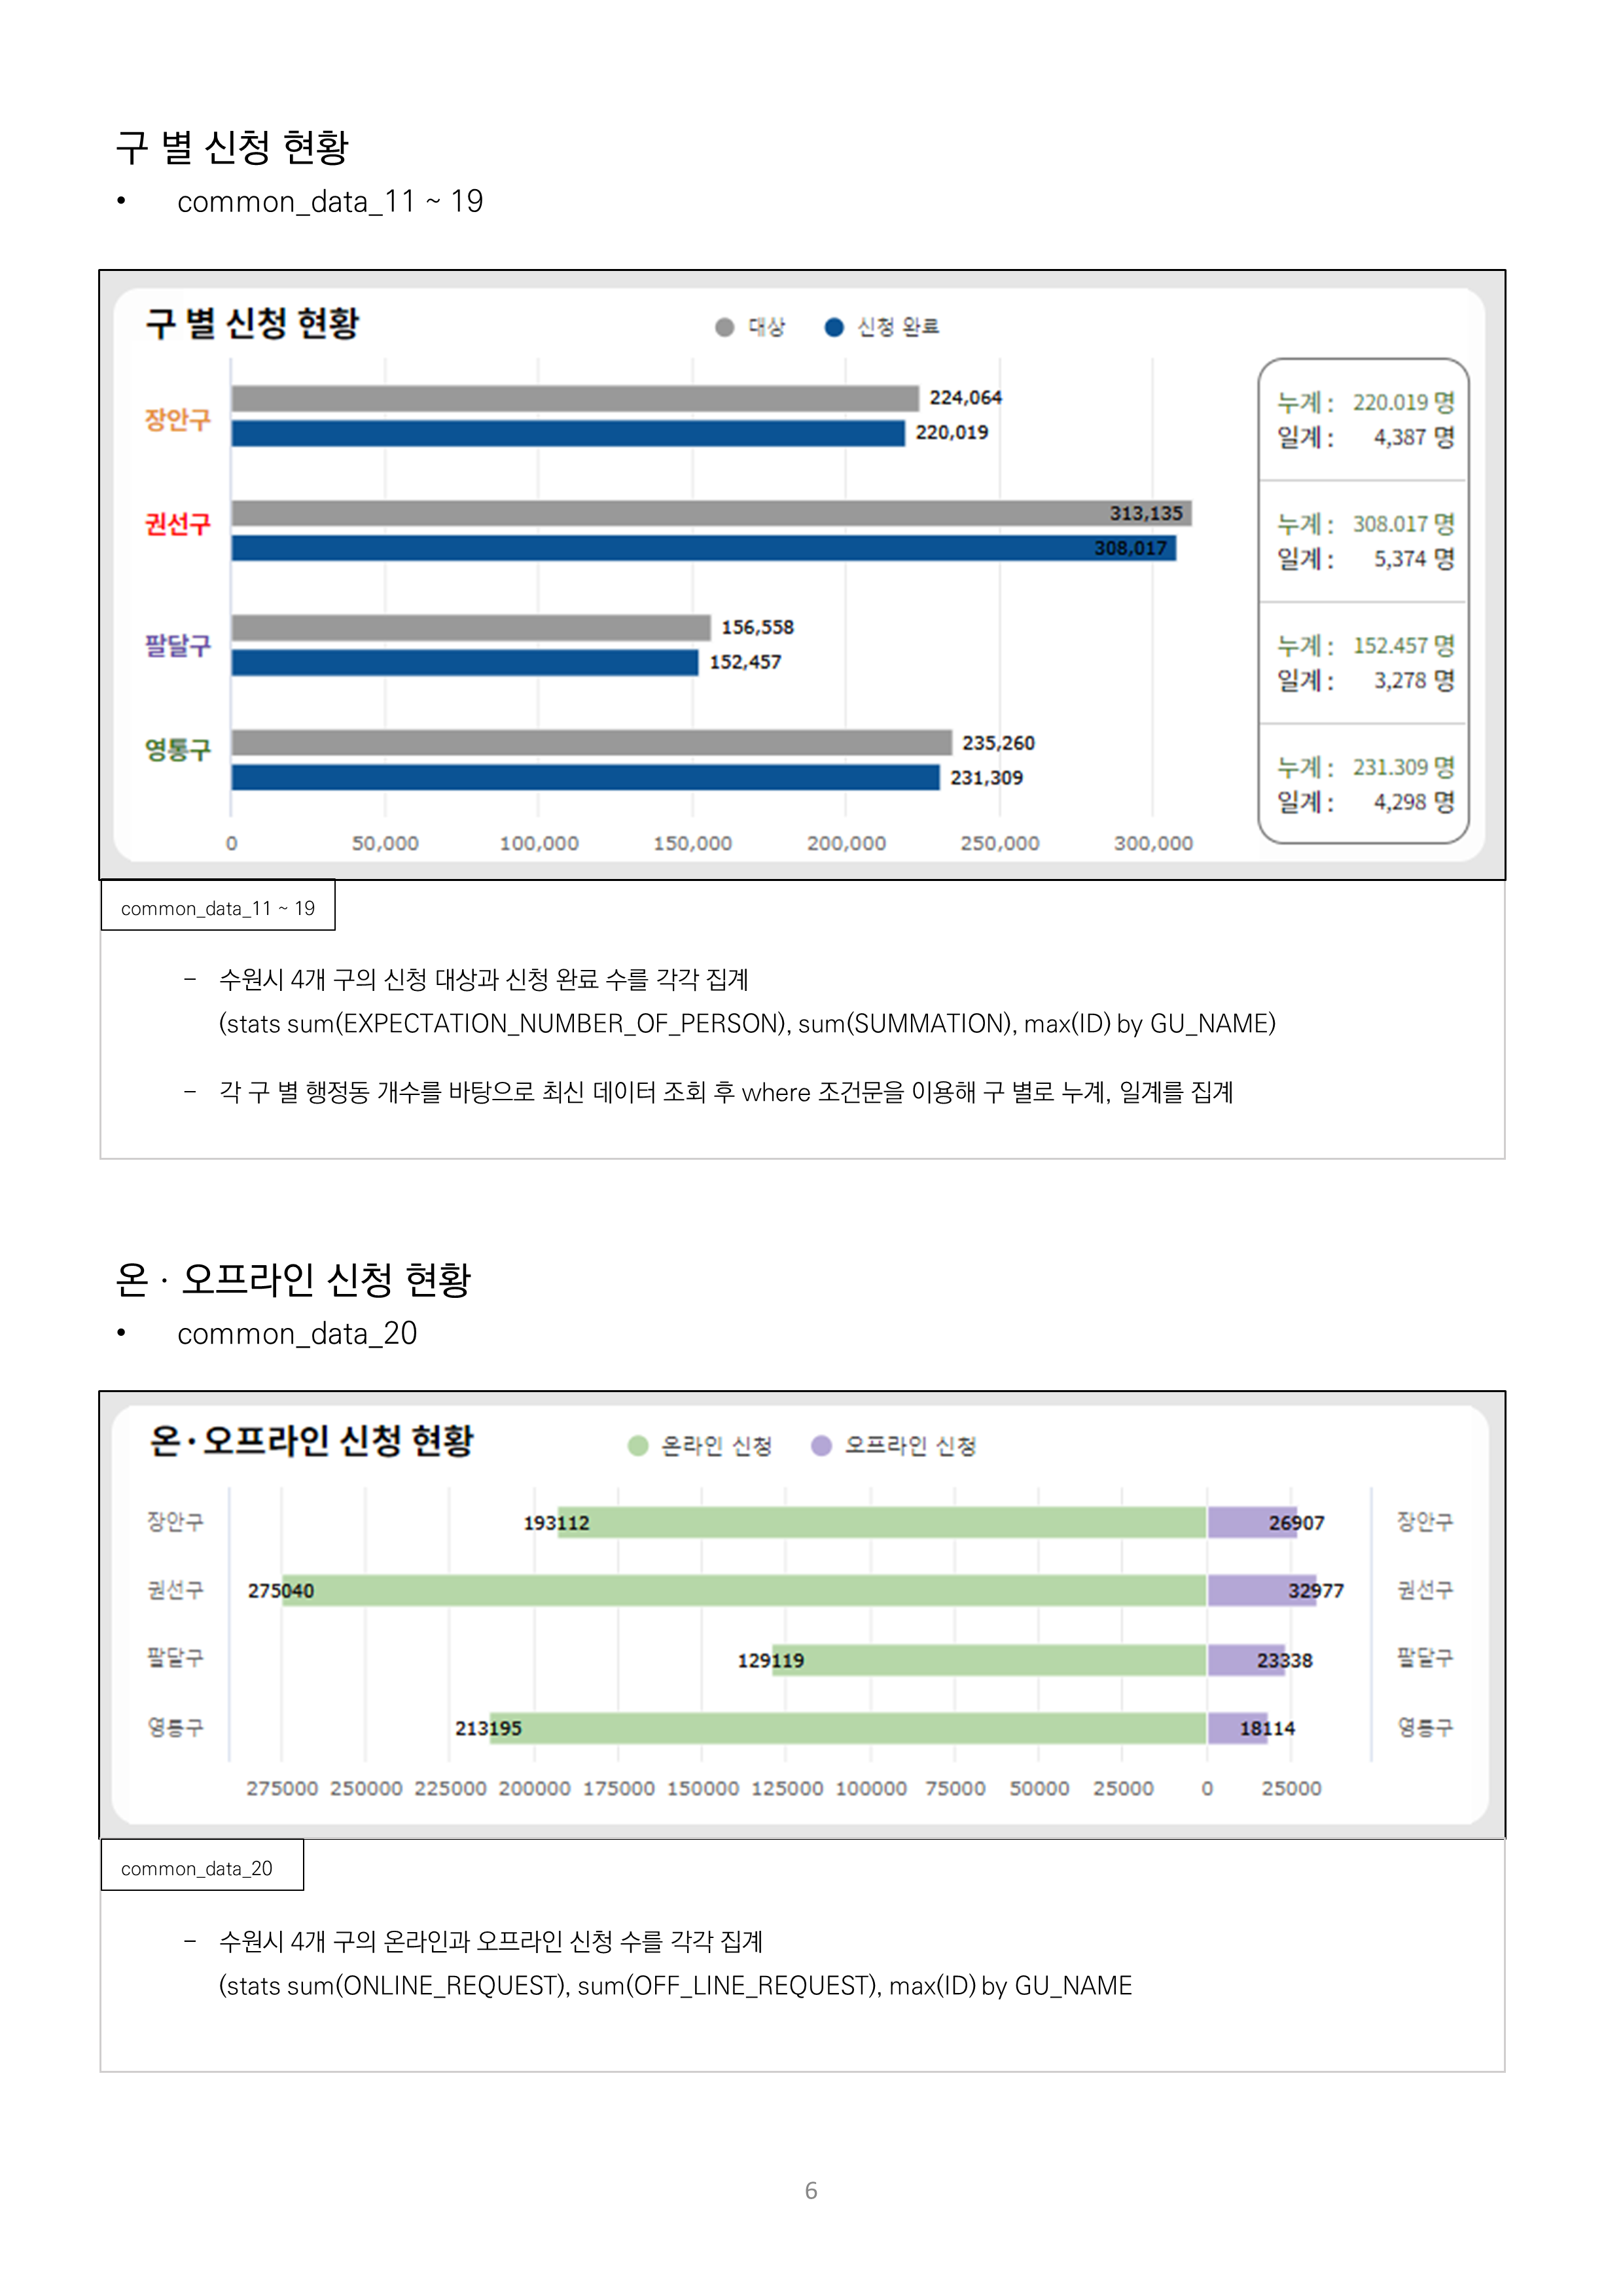 구 별 신청 현황
• common_data_11 ~ 19
구 별 신청 현황
대상 신청 완료
장안구
224,064
220,019
누계 : 220.019 명
일계 : 4,387 명
권선구
313,135
308,017
누계 : 308.017 명
일계 : 5,374 명
팔달구
156,558
152,457
누계 : 152.457 명
일계 : 3,278 명
영통구
235,260
231,309
누계 : 231.309 명
일계 : 4,298 명
0 50,000 100,000 150,000 200,000 250,000 300,000
common_data_11 ~ 19
– 수원시 4개 구의 신청 대상과 신청 완료 수를 각각 집계
(stats sum(EXPECTATION_NUMBER_OF_PERSON), sum(SUMMATION), max(ID) by GU_NAME)
– 각 구 별 행정동 개수를 바탕으로 최신 데이터 조회 후 where 조건문을 이용해 구 별로 누계, 일계를 집계
온 · 오프라인 신청 현황
• common_data_20
온 · 오프라인 신청 현황
온라인 신청 오프라인 신청
장안구 193112 26907 장안구
권선구 275040 32977 권선구
팔달구 129119 23338 팔달구
영통구 213195 18114 영통구
275000 250000 225000 200000 175000 150000 125000 100000 75000 50000 25000 0 25000
common_data_20
– 수원시 4개 구의 온라인과 오프라인 신청 수를 각각 집계
(stats sum(ONLINE_REQUEST), sum(OFF_LINE_REQUEST), max(ID) by GU_NAME
6